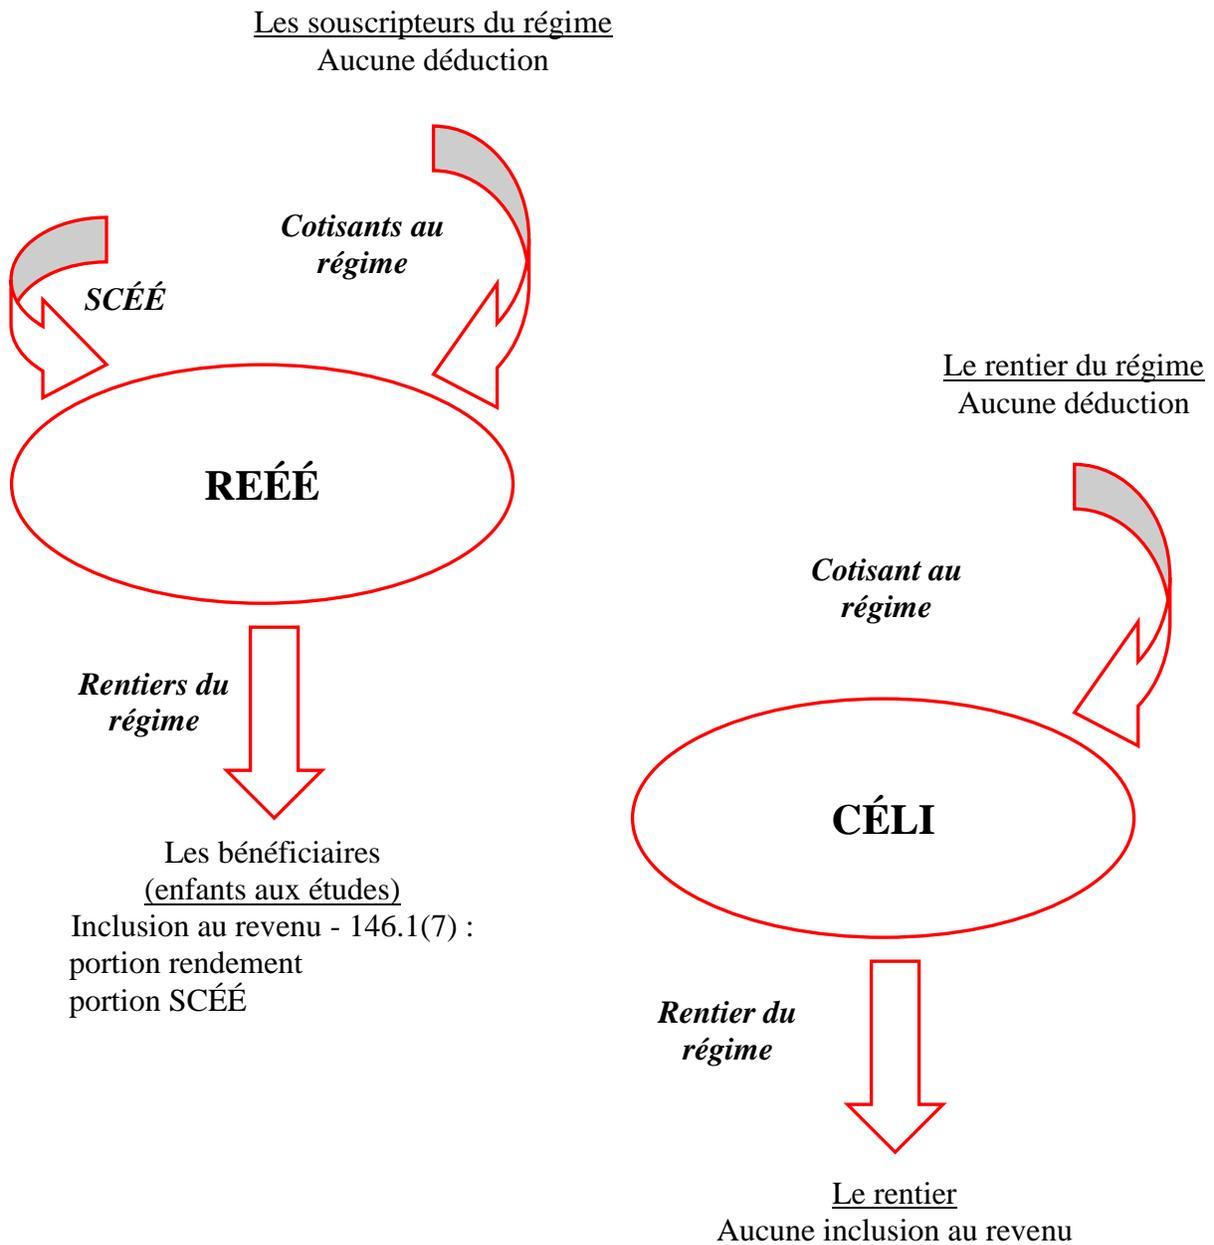 Les souscripteurs du régime
Aucune déduction
Cotisants au
régime
SCÉÉ
REÉÉ
Rentiers du
régime
Les bénéficiaires
(enfants aux études)
Inclusion au revenu - 146.1(7) :
portion rendement
portion SCÉÉ
Le rentier du régime
Aucune déduction
Cotisant au
régime
CÉLI
Rentier du
régime
Le rentier
Aucune inclusion au revenu